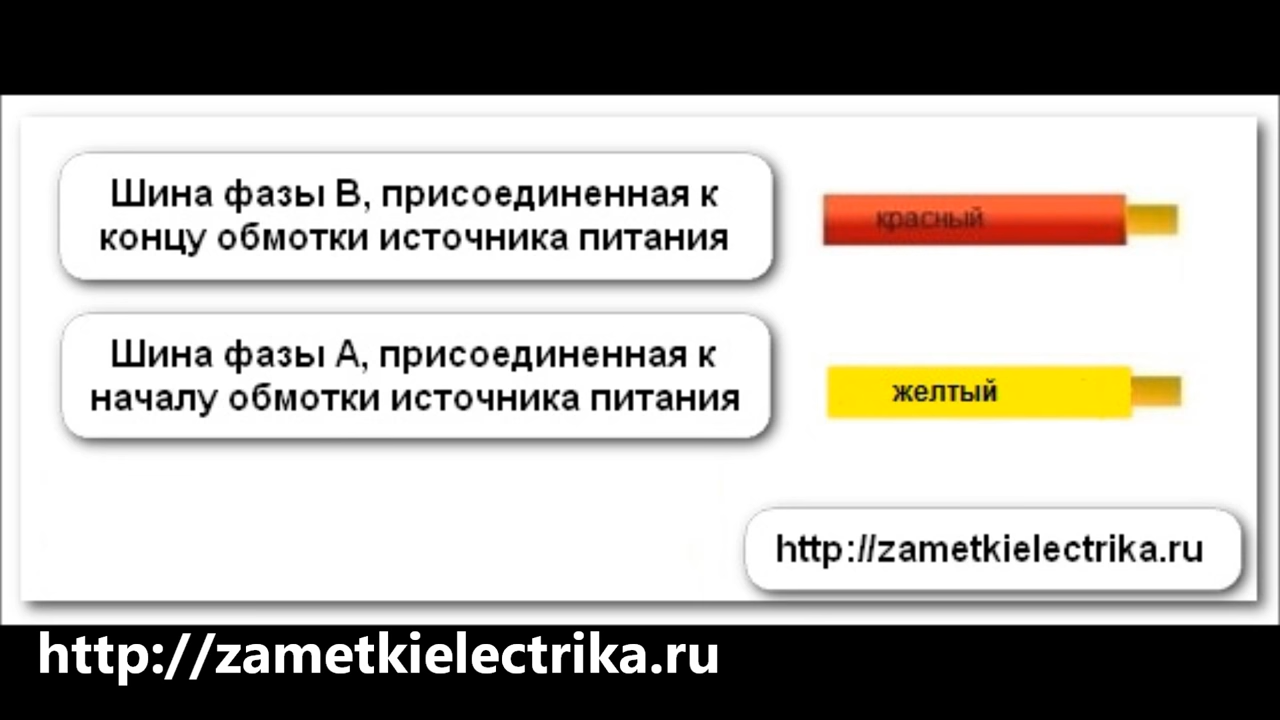 Шина фазы В, присоединенная к
концу обмотки источника питания
красный
Шина фазы А, присоединенная к
началу обмотки источника питания
желтый
http://zametkielectrika.ru
http://zametkielectrika.ru